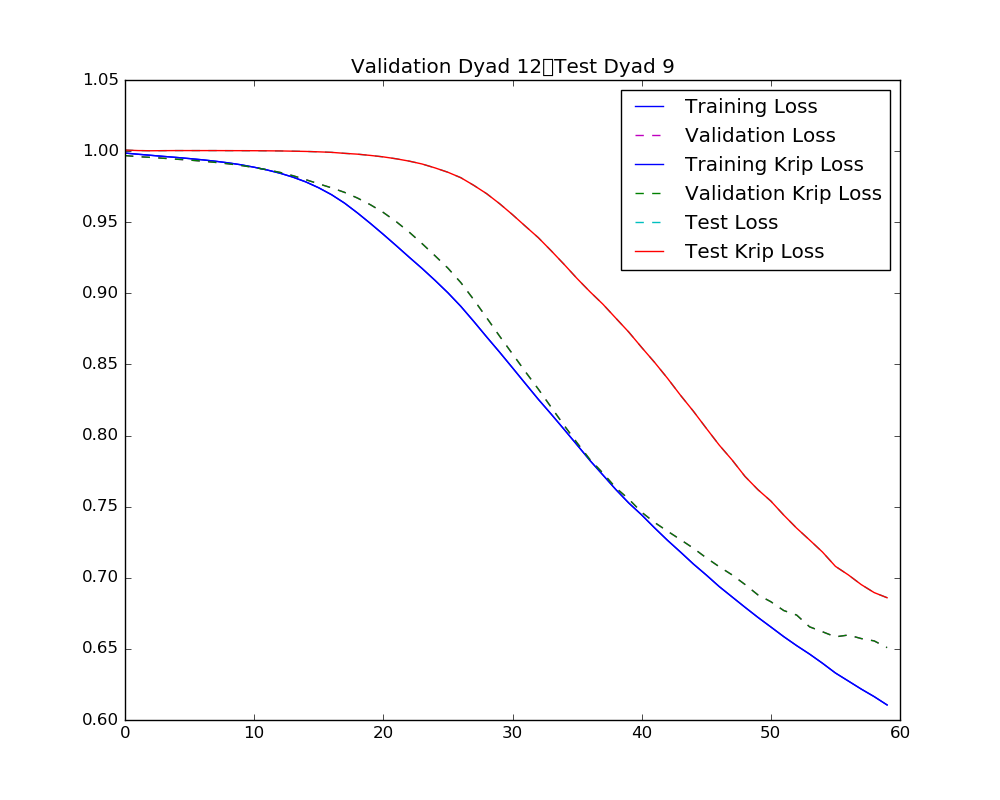 Validation Dyad 12▯Test Dyad 9
1.05
1.00
0.95
0.90
0.85
0.80
0.75
0.70
0.65
0.60
0 10 20 30 40 50 60
Training Loss
Validation Loss
Training Krip Loss
Validation Krip Loss
Test Loss
Test Krip Loss